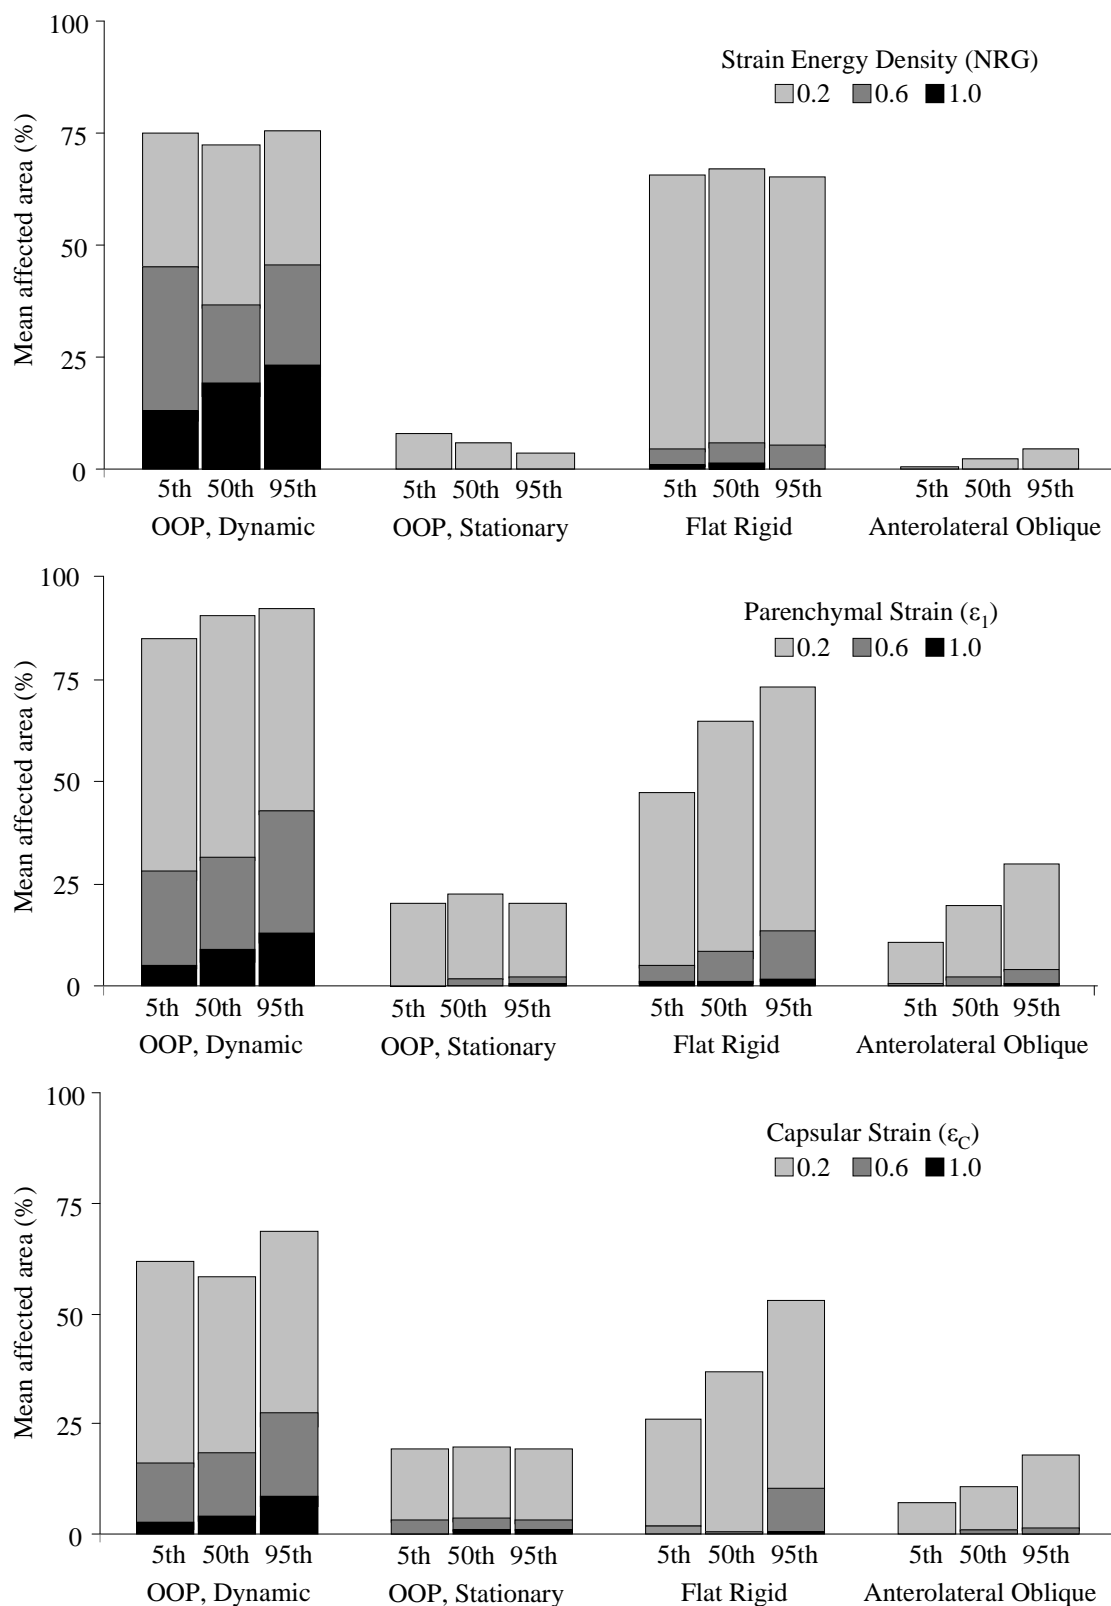 100
Strain Energy Density (NRG)
0.2 0.6 1.0
75
Mean affected area (%)
50
25
0
5th 50th 95th 5th 50th 95th 5th 50th 95th 5th 50th 95th
OOP, Dynamic OOP, Stationary Flat Rigid Anterolateral Oblique
100
Parenchymal Strain (ε1)
0.2 0.6 1.0
75
Mean affected area (%)
50
25
0
5th 50th 95th 5th 50th 95th 5th 50th 95th 5th 50th 95th
OOP, Dynamic OOP, Stationary Flat Rigid Anterolateral Oblique
100
Capsular Strain (εC)
0.2 0.6 1.0
75
Mean affected area (%)
50
25
0
5th 50th 95th 5th 50th 95th 5th 50th 95th 5th 50th 95th
OOP, Dynamic OOP, Stationary Flat Rigid Anterolateral Oblique